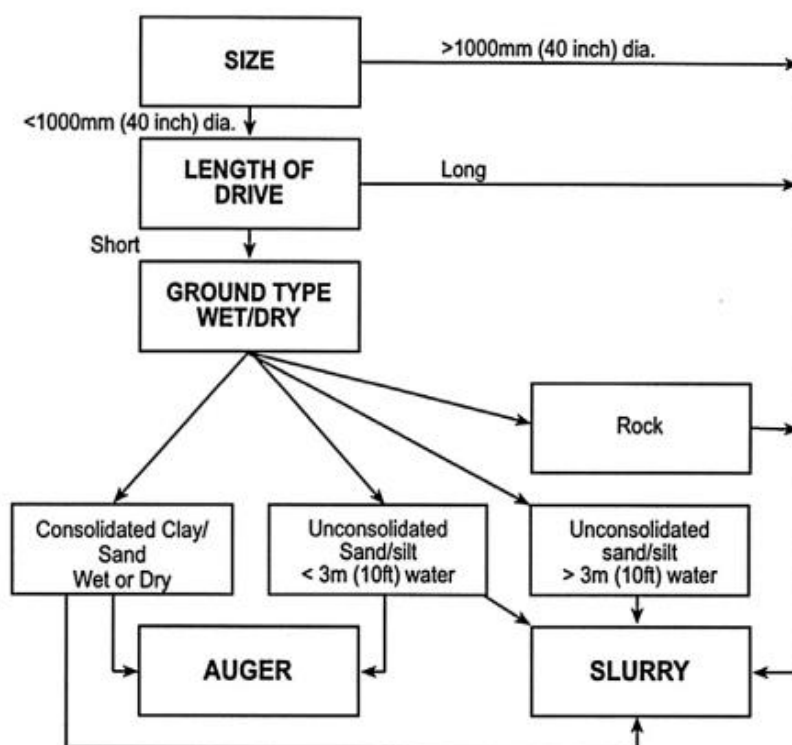 SIZE
>1000mm (40 inch) dia.
<1000mm (40 inch) dia.
LENGTH OF
DRIVE
Long
Short
GROUND TYPE
WET/DRY
Rock
Consolidated Clay/
Sand
Wet or Dry
Unconsolidated
Sand/silt
< 3m (10ft) water
Unconsolidated
sand/silt
> 3m (10ft) water
AUGER
SLURRY